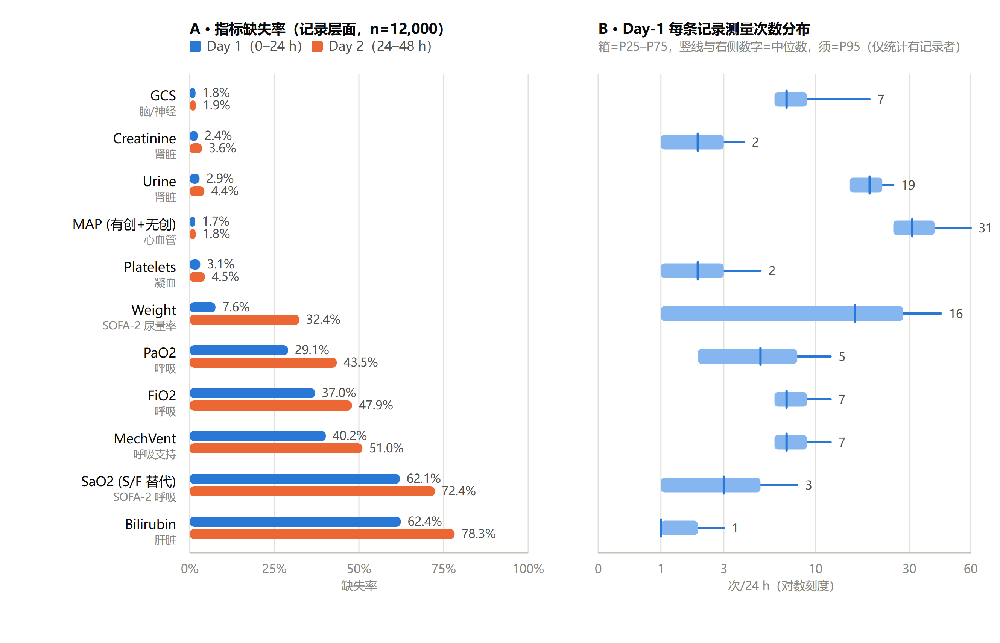 A • 指标缺失率（记录层面，n=12,000）
Day 1（0–24 h） Day 2（24–48 h）
GCS
脑/神经
1.8%
1.9%
Creatinine
肾脏
2.4%
3.6%
Urine
肾脏
2.9%
4.4%
MAP (有创+无创)
心血管
1.7%
1.8%
Platelets
凝血
3.1%
4.5%
Weight
SOFA-2 尿量率
7.6%
32.4%
PaO2
呼吸
29.1%
43.5%
FiO2
呼吸
37.0%
47.9%
MechVent
呼吸支持
40.2%
51.0%
SaO2 (S/F 替代)
SOFA-2 呼吸
62.1%
72.4%
Bilirubin
肝脏
62.4%
78.3%
0% 25% 50% 75% 100%
缺失率
B • Day-1 每条记录测量次数分布
箱=P25–P75，竖线与右侧数字=中位数，须=P95（仅统计有记录者）
7
2
19
31
2
16
5
7
7
3
1
0 1 3 10 30 60
次/24 h（对数刻度）